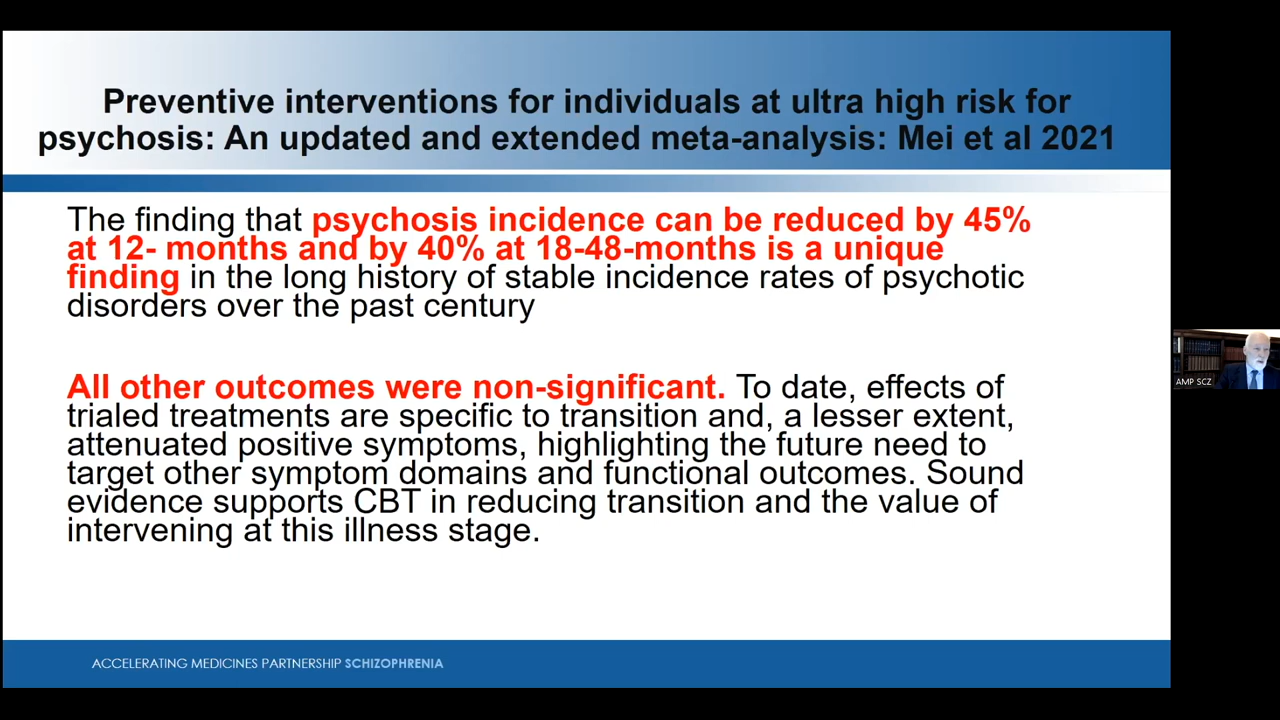 Preventive interventions for individuals at ultra high risk for
psychosis: An updated and extended meta-analysis: Mei et al 2021
The finding that psychosis incidence can be reduced by 45%
at 12- months and by 40% at 18-48-months is a unique
finding in the long history of stable incidence rates of psychotic
disorders over the past century
All other outcomes were non-significant. To date, effects of
trialed treatments are specific to transition and, a lesser extent,
attenuated positive symptoms, highlighting the future need to
target other symptom domains and functional outcomes. Sound
evidence supports CBT in reducing transition and the value of
intervening at this illness stage.
AMP SCZ
ACCELERATING MEDICINES PARTNERSHIP SCHIZOPHRENIA